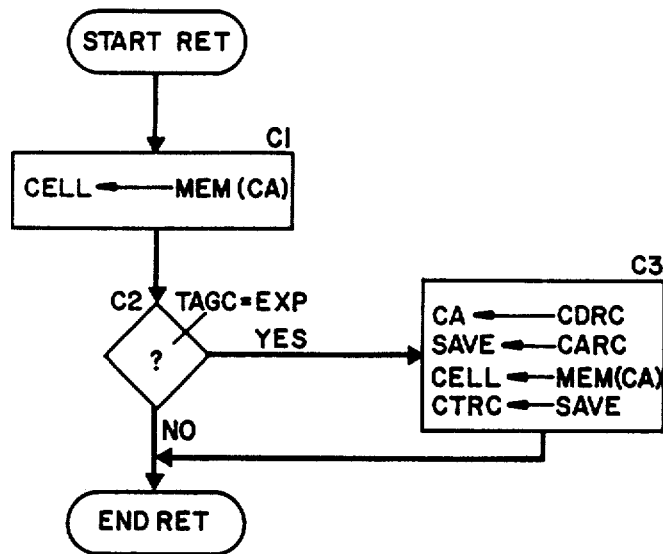 START RET
C1
CELL ← MEM(CA)
C2 TAGC=EXP
?
YES
NO
C3
CA ← CDRC
SAVE ← CARC
CELL ← MEM(CA)
CTRC ← SAVE
END RET